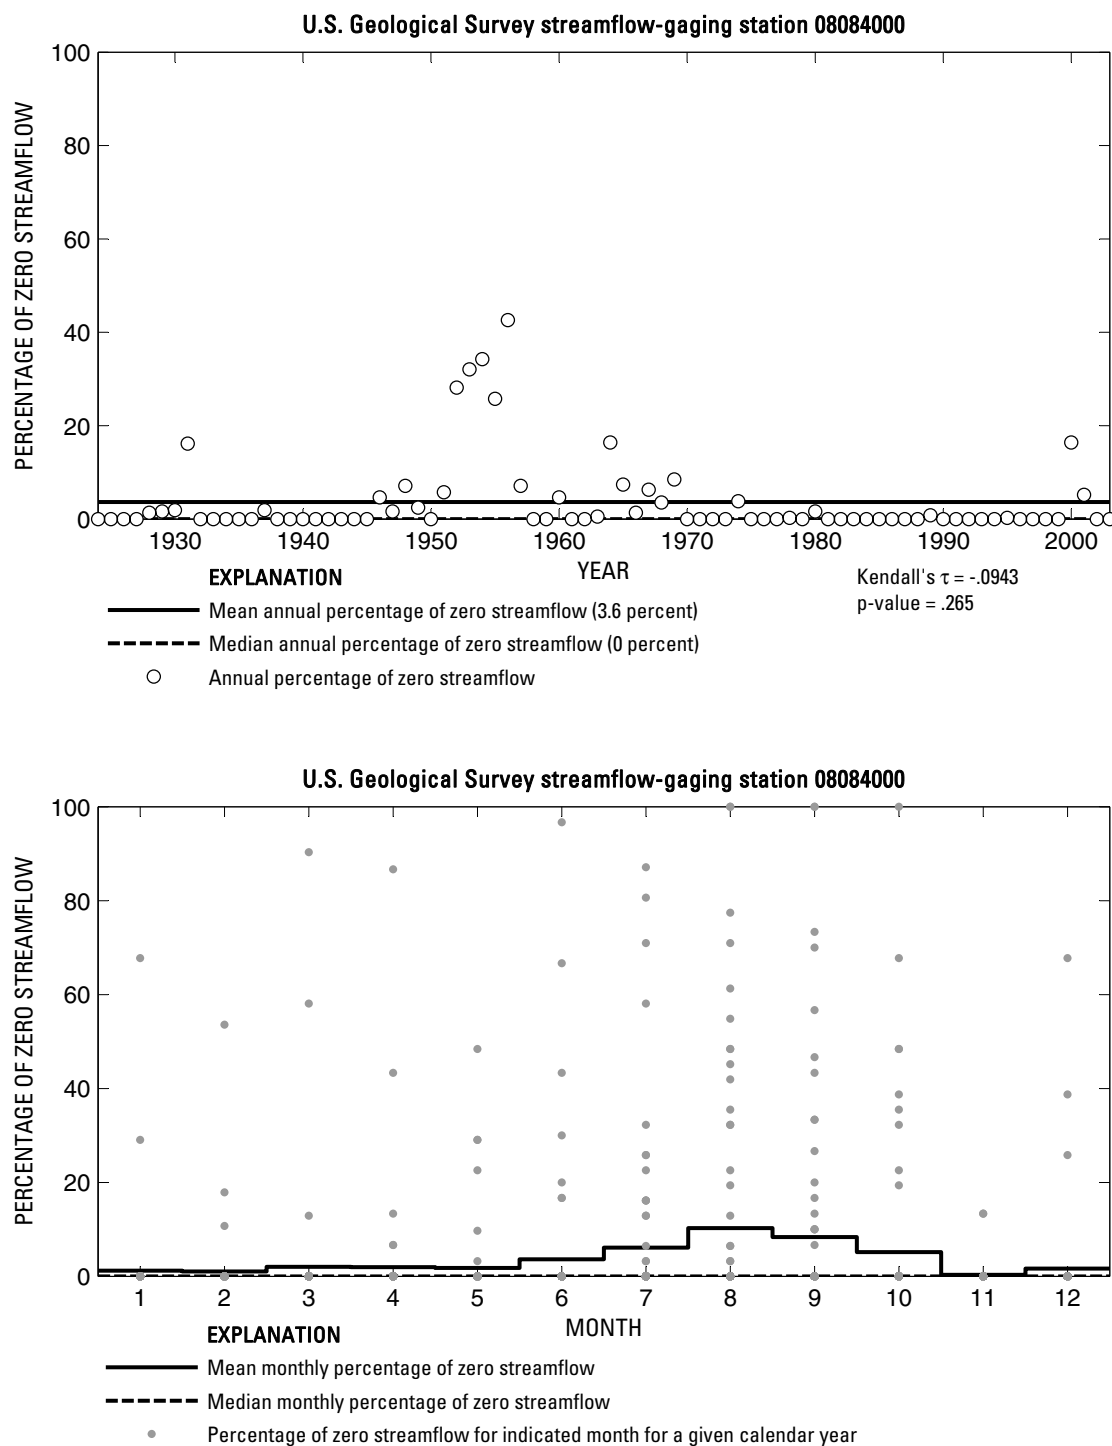 U.S. Geological Survey streamflow-gaging station 08084000
PERCENTAGE OF ZERO STREAMFLOW
100
80
60
40
20
0
1930 1940 1950 1960 1970 1980 1990 2000
YEAR
EXPLANATION
Mean annual percentage of zero streamflow (3.6 percent)
Median annual percentage of zero streamflow (0 percent)
Annual percentage of zero streamflow
Kendall's τ = -.0943
p-value = .265
U.S. Geological Survey streamflow-gaging station 08084000
PERCENTAGE OF ZERO STREAMFLOW
100
80
60
40
20
0
1 2 3 4 5 6 7 8 9 10 11 12
MONTH
EXPLANATION
Mean monthly percentage of zero streamflow
Median monthly percentage of zero streamflow
Percentage of zero streamflow for indicated month for a given calendar year